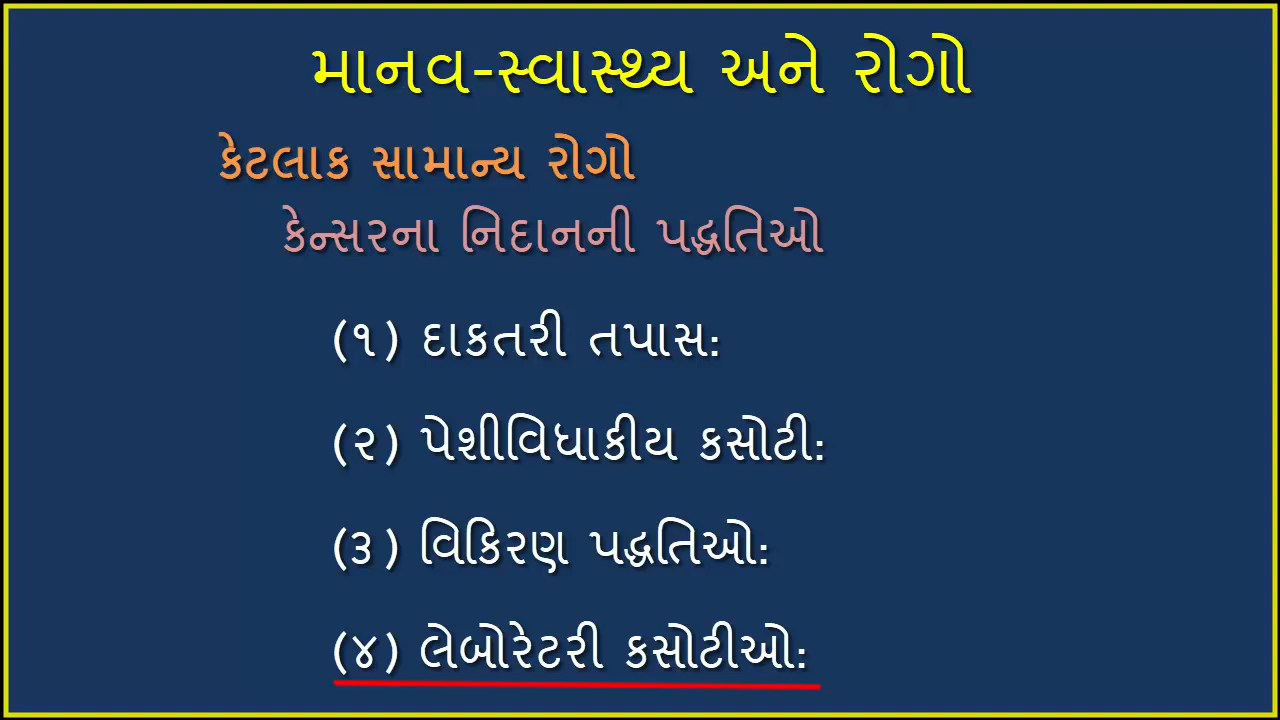 માનવ-સ્વાસ્થ્ય અને રોગો
કેટલાક સામાન્ય રોગો
કેન્સરના નિદાનની પદ્ધતિઓ
(૧) દાકતરી તપાસ:
(૨) પેશીવિધાકીય કસોટી:
(૩) વિકિરણ પદ્ધતિઓ:
(૪) લેબોરેટરી કસોટીઓ: